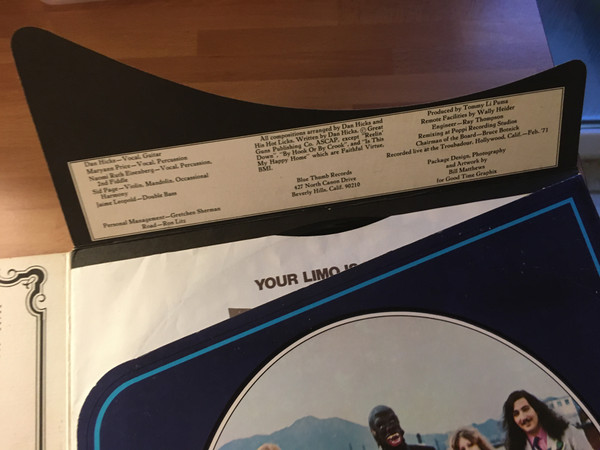 Dan Hicks—Vocal, Guitar
Maryann Price—Vocal, Percussion
Naomi Ruth Eisenberg—Vocal, Percussion,
2nd Fiddle
Sid Page—Violin, Mandolin, Occasional
Harmony
Jaime Leopold—Double Bass
Personal Management—Gretchen Sherman
Road—Ron Litz
All compositions arranged by Dan Hicks and
His Hot Licks. Written by Dan Hicks, © Great
Guns Publishing Co. ASCAP, except "Reelin'
Down", "By Hook Or By Crook", and "Is This
My Happy Home" which are Faithful Virtue,
BMI.
Blue Thumb Records
427 North Canon Drive
Beverly Hills, Calif. 90210
Produced by Tommy Li Puma
Remote Facilities by Wally Heider
Engineer—Ray Thompson
Remixing at Poppi Recording Studios
Chairman of the Board—Bruce Botnick
Recorded live at the Troubadour, Hollywood, Calif.—Feb. '71
Package Design, Photography
and Artwork by
Bill Matthews
for Good Time Graphix
YOUR LIMO IS